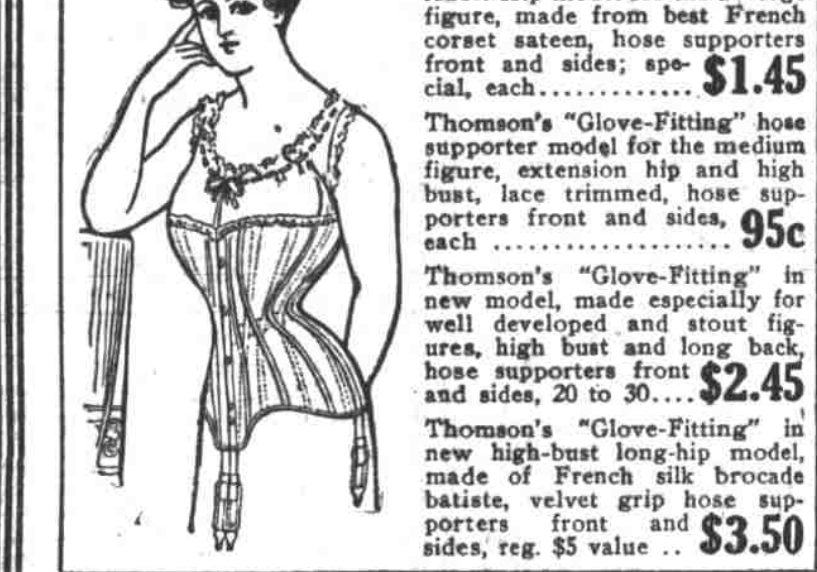 figure, made from best French
corset sateen, hose supporters
front and sides; spe-
cial, each............. $1.45
Thomson's "Glove-Fitting" hose
supporter model for the medium
figure, extension hip and high
bust, lace trimmed, hose sup-
porters front and sides,
each .................... 95c
Thomson's "Glove-Fitting" in
new model, made especially for
well developed and stout fig-
ures, high bust and long back,
hose supporters front
and sides, 20 to 30.... $2.45
Thomson's "Glove-Fitting" in
new high-bust long-hip model,
made of French silk brocade
batiste, velvet grip hose sup-
porters front and
sides, reg. $5 value .. $3.50